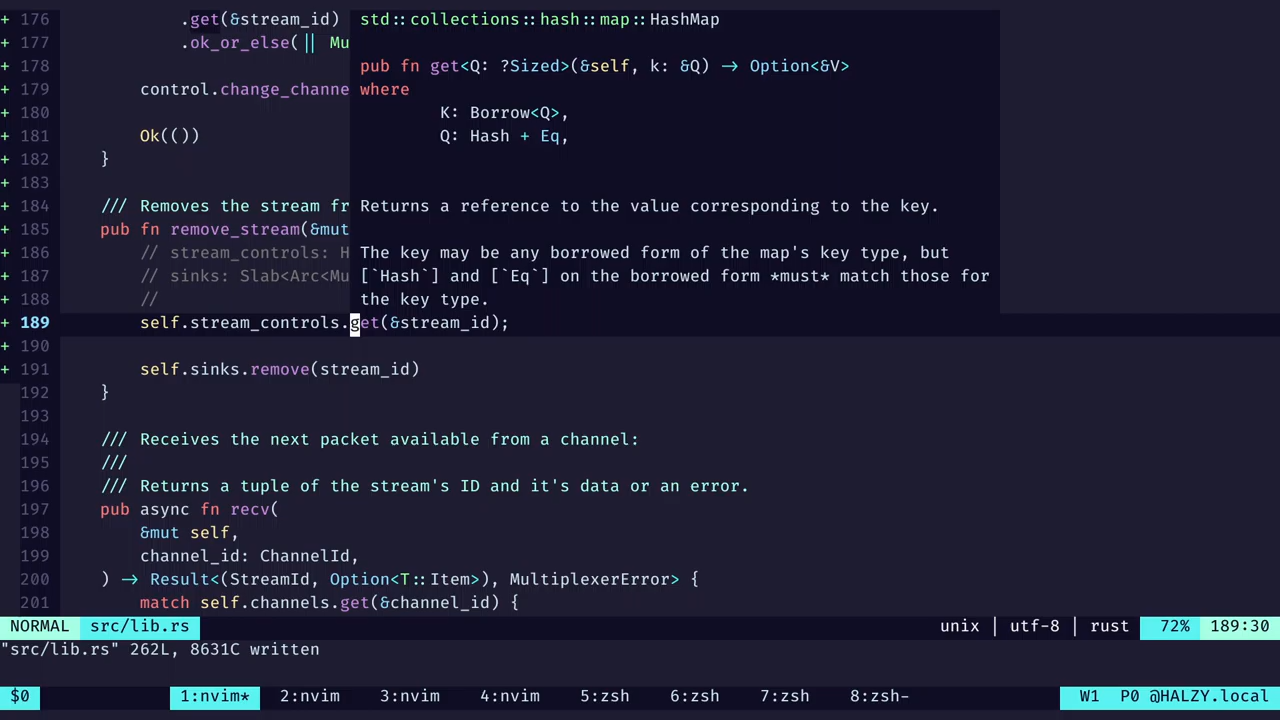 + 176             .get(&stream_id)
+ 177             .ok_or_else(|| Mu
+ 178
+ 179         control.change_channe
+ 180
+ 181         Ok(())
+ 182     }
+ 183
+ 184     /// Removes the stream fr
+ 185     pub fn remove_stream(&mut
+ 186         // stream_controls: H
+ 187         // sinks: Slab<Arc<Mu
+ 188         //
std::collections::hash::map::HashMap
pub fn get<Q: ?Sized>(&self, k: &Q) -> Option<&V>
where
        K: Borrow<Q>,
        Q: Hash + Eq,
Returns a reference to the value corresponding to the key.
The key may be any borrowed form of the map's key type, but
[`Hash`] and [`Eq`] on the borrowed form *must* match those for
the key type.
+ 189         self.stream_controls.get(&stream_id);
+ 190
+ 191         self.sinks.remove(stream_id)
  192     }
  193
  194     /// Receives the next packet available from a channel:
  195     ///
  196     /// Returns a tuple of the stream's ID and it's data or an error.
  197     pub async fn recv(
  198         &mut self,
  199         channel_id: ChannelId,
  200     ) -> Result<(StreamId, Option<T::Item>), MultiplexerError> {
  201         match self.channels.get(&channel_id) {
NORMAL src/lib.rs unix | utf-8 | rust 72% 189:30
"src/lib.rs" 262L, 8631C written
$0 1:nvim* 2:nvim 3:nvim 4:nvim 5:zsh 6:zsh 7:zsh 8:zsh- W1 P0 @HALZY.local